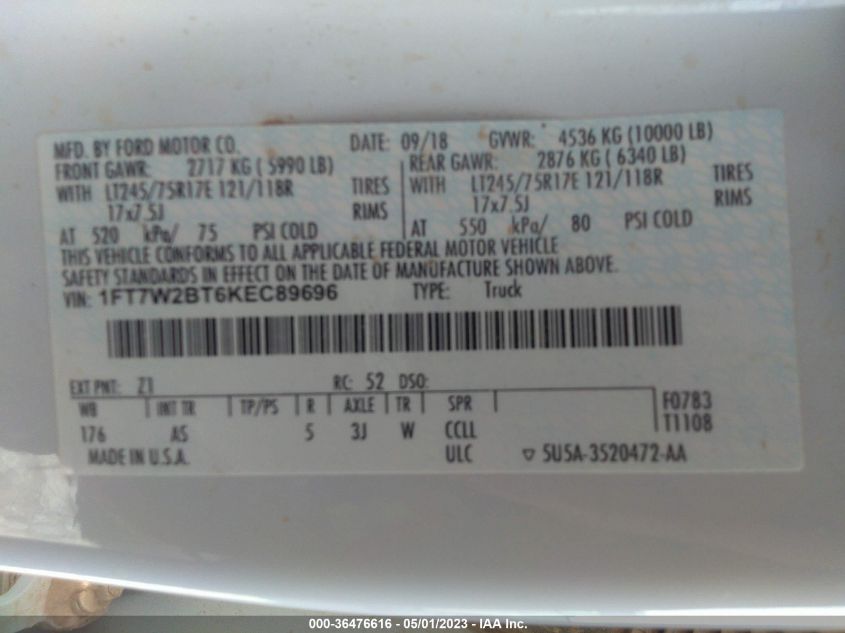 MFD. BY FORD MOTOR CO. DATE: 09/18 GVWR: 4536 KG (10000 LB)
FRONT GAWR: 2717 KG ( 5990 LB) REAR GAWR: 2876 KG ( 6340 LB)
WITH LT245/75R17E 121/118R TIRES WITH LT245/75R17E 121/118R TIRES
17x7.5J RIMS 17x7.5J RIMS
AT 520 kPa/ 75 PSI COLD AT 550 kPa/ 80 PSI COLD
THIS VEHICLE CONFORMS TO ALL APPLICABLE FEDERAL MOTOR VEHICLE
SAFETY STANDARDS IN EFFECT ON THE DATE OF MANUFACTURE SHOWN ABOVE.
VIN: 1FT7W2BT6KEC89696 TYPE: Truck
EXT PNT: Z1 RC: 52 DSO:
WB INT TR TP/PS R AXLE TR SPR F0783
176 AS 5 3J W CCLL T1108
MADE IN U.S.A. ULC ▽ 5U5A-3520472-AA
000-36476616 - 05/01/2023 - IAA Inc.